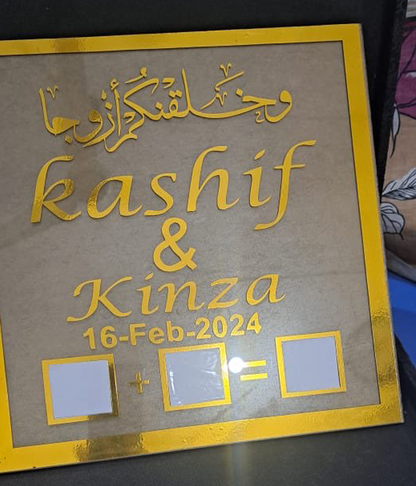 وخلقنكم أزوجا
kashif
&
Kinza
16-Feb-2024
+ =